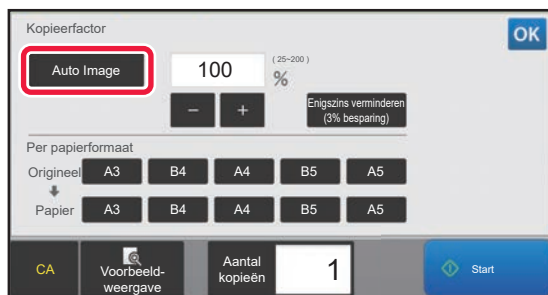 Kopieerfactor
OK
Auto Image
100
(25~200)
%
−
+
Enigszins verminderen
(3% besparing)
Per papierformaat
Origineel A3 B4 A4 B5 A5
Papier A3 B4 A4 B5 A5
CA
Voorbeeld-
weergave
Aantal
kopieën
1
Start